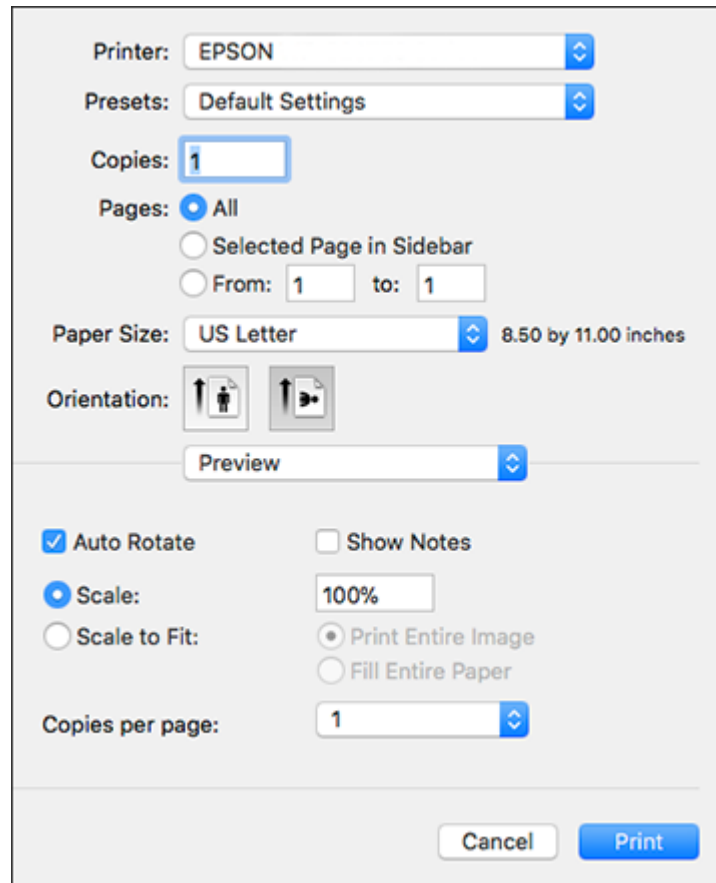 Printer: EPSON
Presets: Default Settings
Copies: 1
Pages: All
Selected Page in Sidebar
From: 1 to: 1
Paper Size: US Letter 8.50 by 11.00 inches
Orientation:
Preview
Auto Rotate Show Notes
Scale: 100%
Scale to Fit: Print Entire Image
Fill Entire Paper
Copies per page: 1
Cancel Print